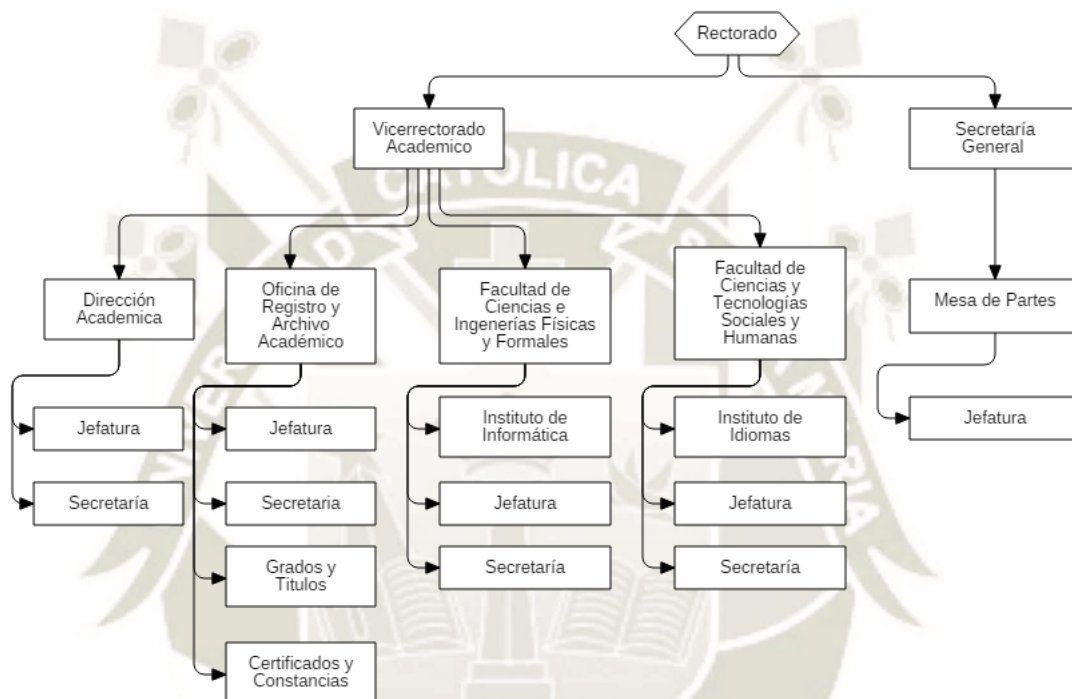 Rectorado
Vicerrectorado
Academico
Secretaría
General
Dirección
Academica
Oficina de
Registro y
Archivo
Académico
Facultad de
Ciencias e
Ingenerías Físicas
y Formales
Facultad de
Ciencias y
Tecnologías
Sociales y
Humanas
Mesa de Partes
Jefatura
Jefatura
Instituto de
Informática
Instituto de
Idiomas
Jefatura
Secretaría
Secretaria
Jefatura
Jefatura
Grados y
Titulos
Secretaría
Secretaría
Certificados y
Constancias
CATOLICA